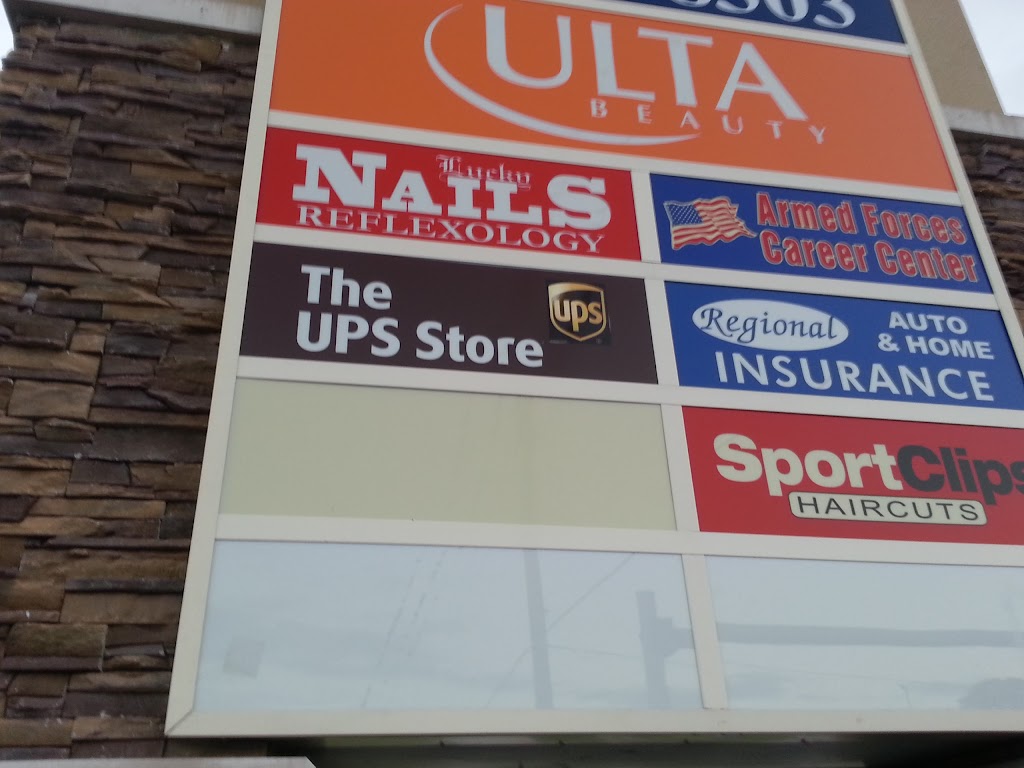 ULTA
BEAUTY
Lucky
NAILS
REFLEXOLOGY
Armed Forces
Career Center
The
UPS Store
ups
Regional
AUTO
& HOME
INSURANCE
SportClips
HAIRCUTS